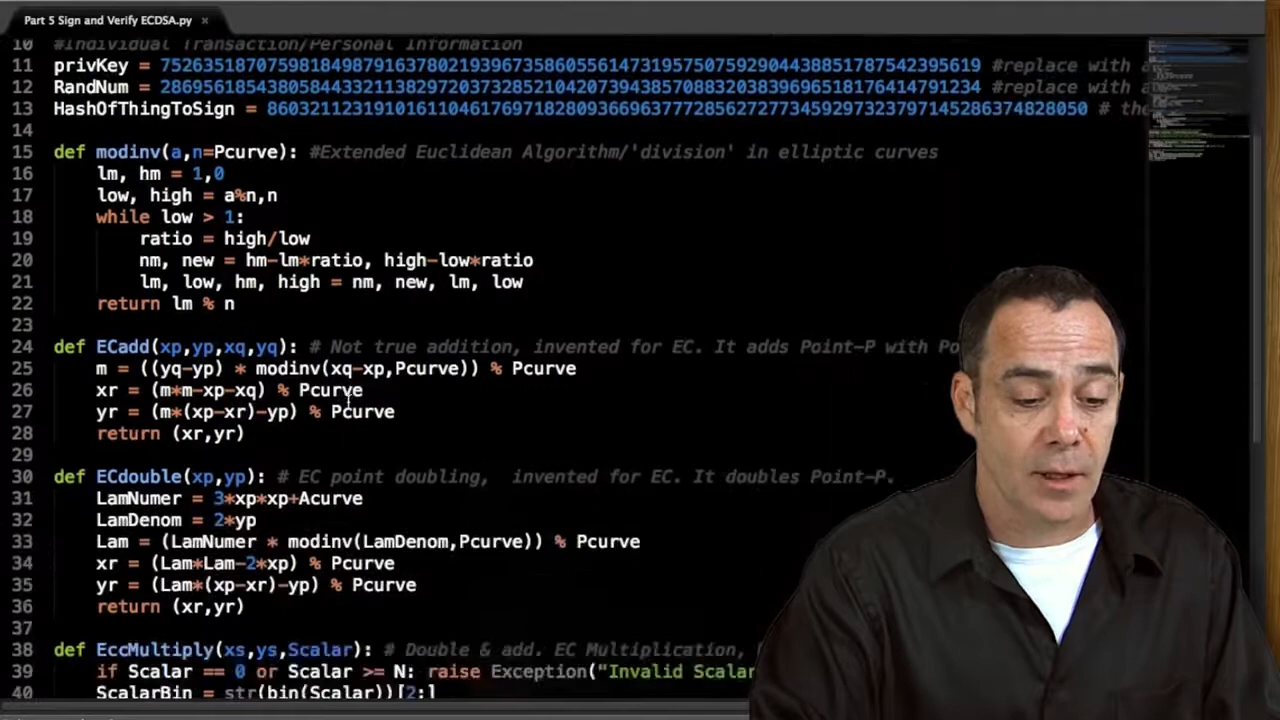 Part 5 Sign and Verify ECDSA.py ×
10 #Individual Transaction/Personal Information
11 privKey = 75263518707598184987916378021939673586055614731957507592904438851787542395619 #replace with
12 RandNum = 28695618543805844332113829720373285210420739438570883203839696518176414791234 #replace with
13 HashOfThingToSign = 86032112319101611046176971828093669637772856272773459297323797145286374828050 # the
14
15 def modinv(a,n=Pcurve): #Extended Euclidean Algorithm/'division' in elliptic curves
16 lm, hm = 1,0
17 low, high = a%n,n
18 while low > 1:
19 ratio = high/low
20 nm, new = hm-lm*ratio, high-low*ratio
21 lm, low, hm, high = nm, new, lm, low
22 return lm % n
23
24 def ECadd(xp,yp,xq,yq): # Not true addition, invented for EC. It adds Point-P with
25 m = ((yq-yp) * modinv(xq-xp,Pcurve)) % Pcurve
26 xr = (m*m-xp-xq) % Pcurve
27 yr = (m*(xp-xr)-yp) % Pcurve
28 return (xr,yr)
29
30 def ECdouble(xp,yp): # EC point doubling, invented for EC. It doubles Point-P.
31 LamNumer = 3*xp*xp+Acurve
32 LamDenom = 2*yp
33 Lam = (LamNumer * modinv(LamDenom,Pcurve)) % Pcurve
34 xr = (Lam*Lam-2*xp) % Pcurve
35 yr = (Lam*(xp-xr)-yp) % Pcurve
36 return (xr,yr)
37
38 def EccMultiply(xs,ys,Scalar): # Double & add. EC Multiplication,
39 if Scalar == 0 or Scalar >= N: raise Exception("Invalid Scalar
40 ScalarBin = str(bin(Scalar))[2:]